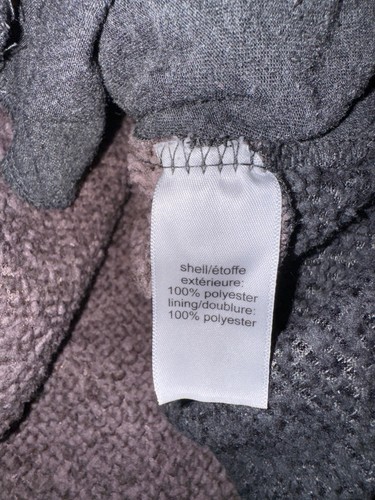 shell/étoffe
extérieure:
100% polyester
lining/doublure:
100% polyester